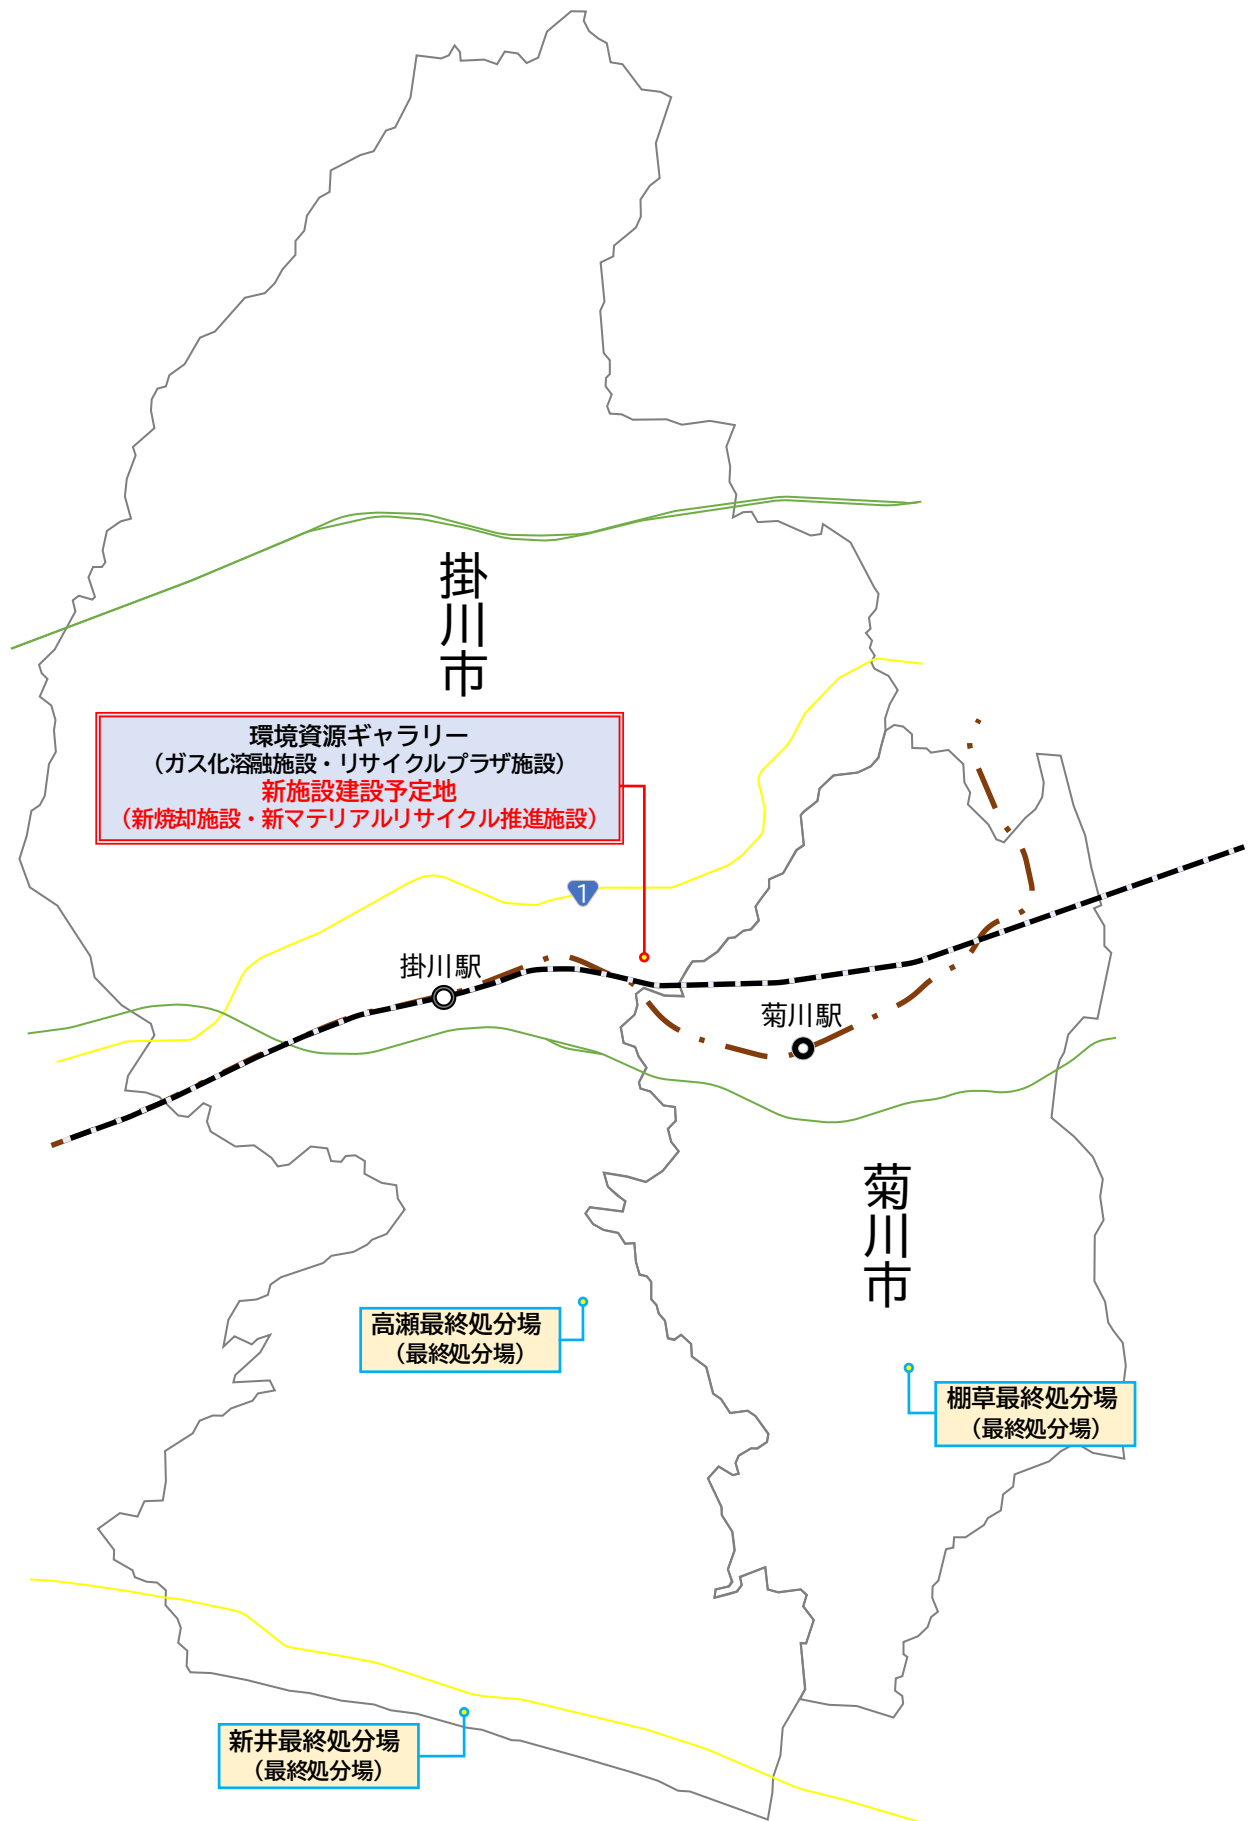 掛川市
環境資源ギャラリー
（ガス化溶融施設・リサイクルプラザ施設）
新施設建設予定地
（新焼却施設・新マテリアルリサイクル推進施設）
1
掛川駅
菊川駅
菊川市
高瀬最終処分場
（最終処分場）
棚草最終処分場
（最終処分場）
新井最終処分場
（最終処分場）